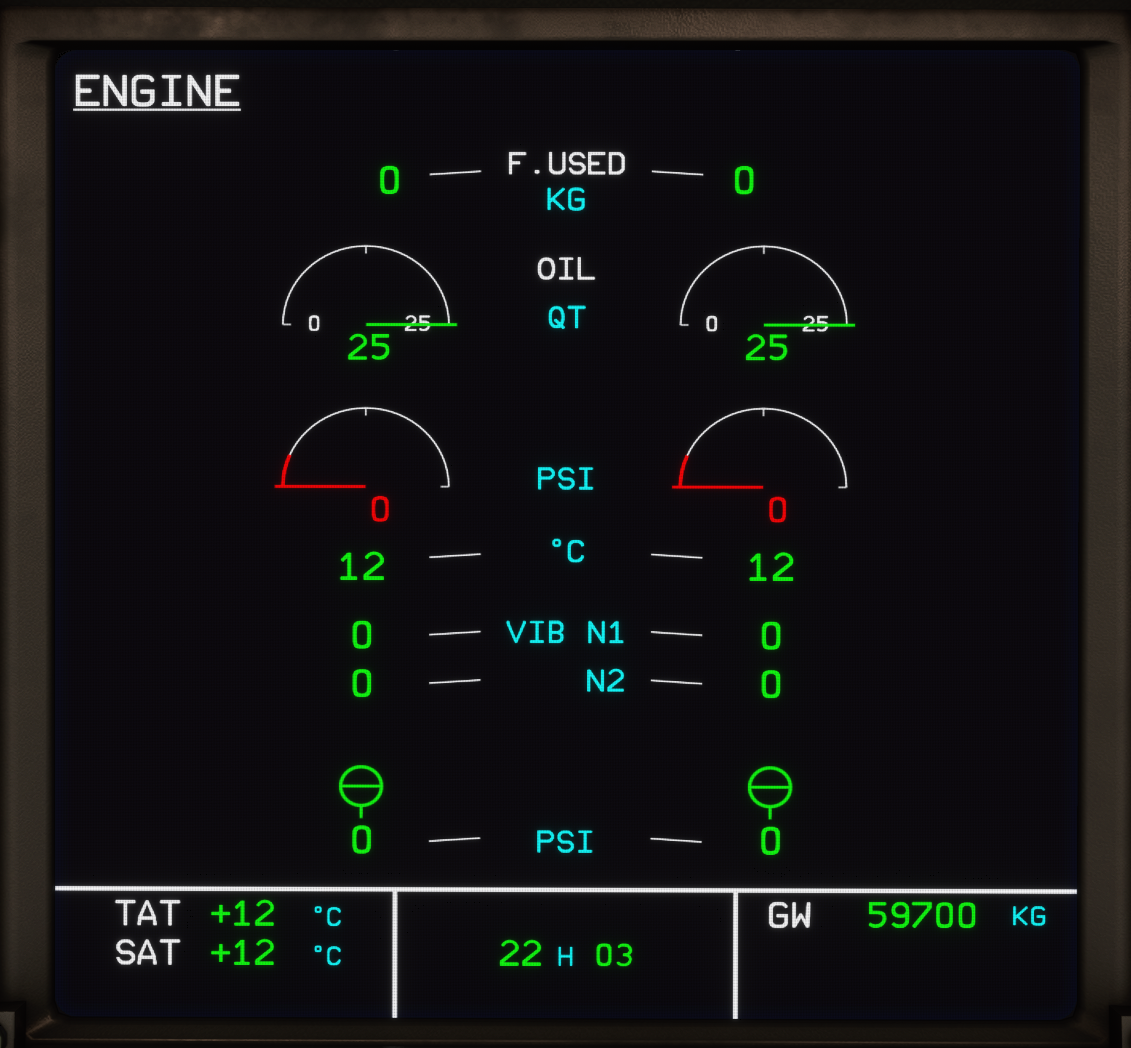 ENGINE
0 F.USED 0
KG
OIL
0 25 QT 0 25
25 25
PSI
0 0
12 °C 12
0 VIB N1 0
0 N2 0
0 PSI 0
TAT +12 °C GW 59700 KG
SAT +12 °C 22 H 03